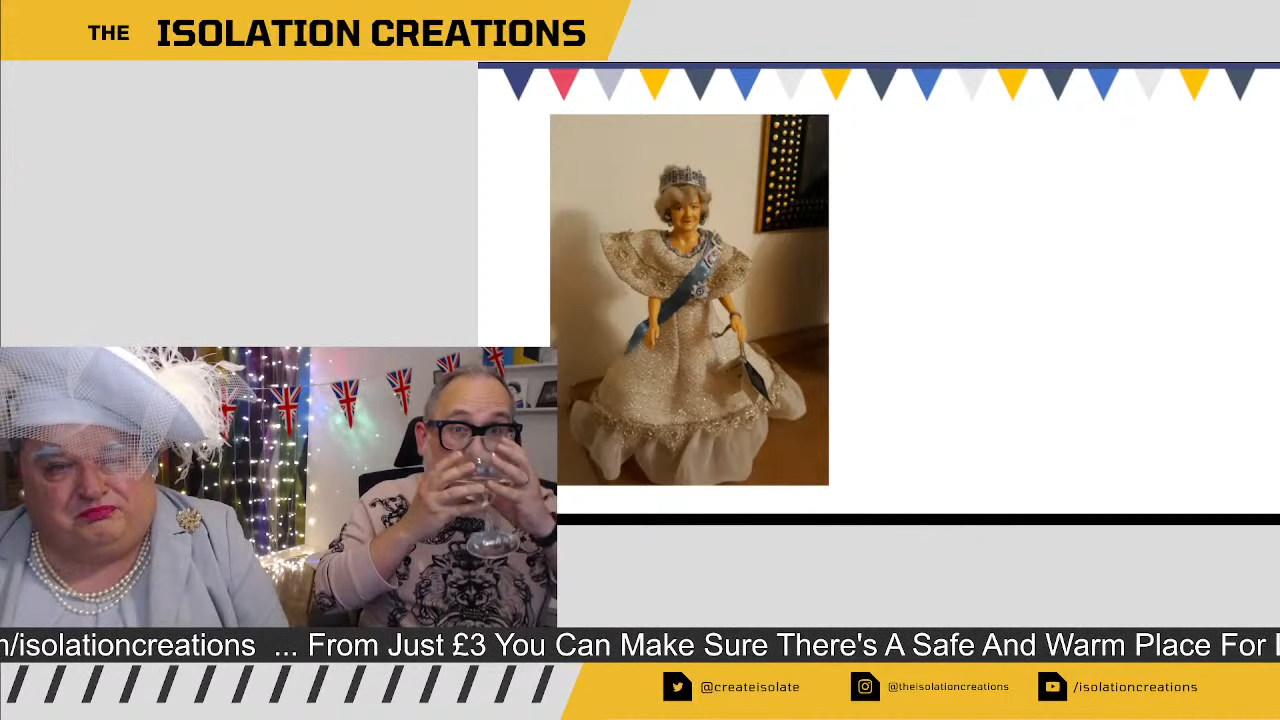 THE ISOLATION CREATIONS
n/isolationcreations ... From Just £3 You Can Make Sure There's A Safe And Warm Place For
@createisolate @theisolationcreations /isolationcreations